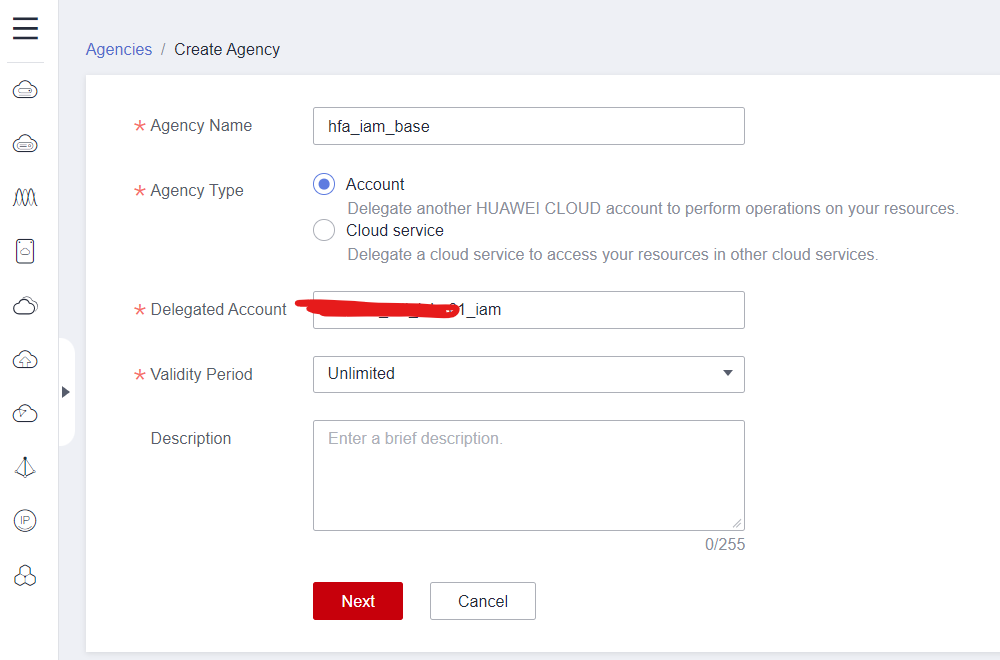 Agencies / Create Agency
* Agency Name
hfa_iam_base
* Agency Type
Account
Delegate another HUAWEI CLOUD account to perform operations on your resources.
Cloud service
Delegate a cloud service to access your resources in other cloud services.
* Delegated Account
1_iam
* Validity Period
Unlimited
Description
Enter a brief description.
0/255
Next
Cancel
IP